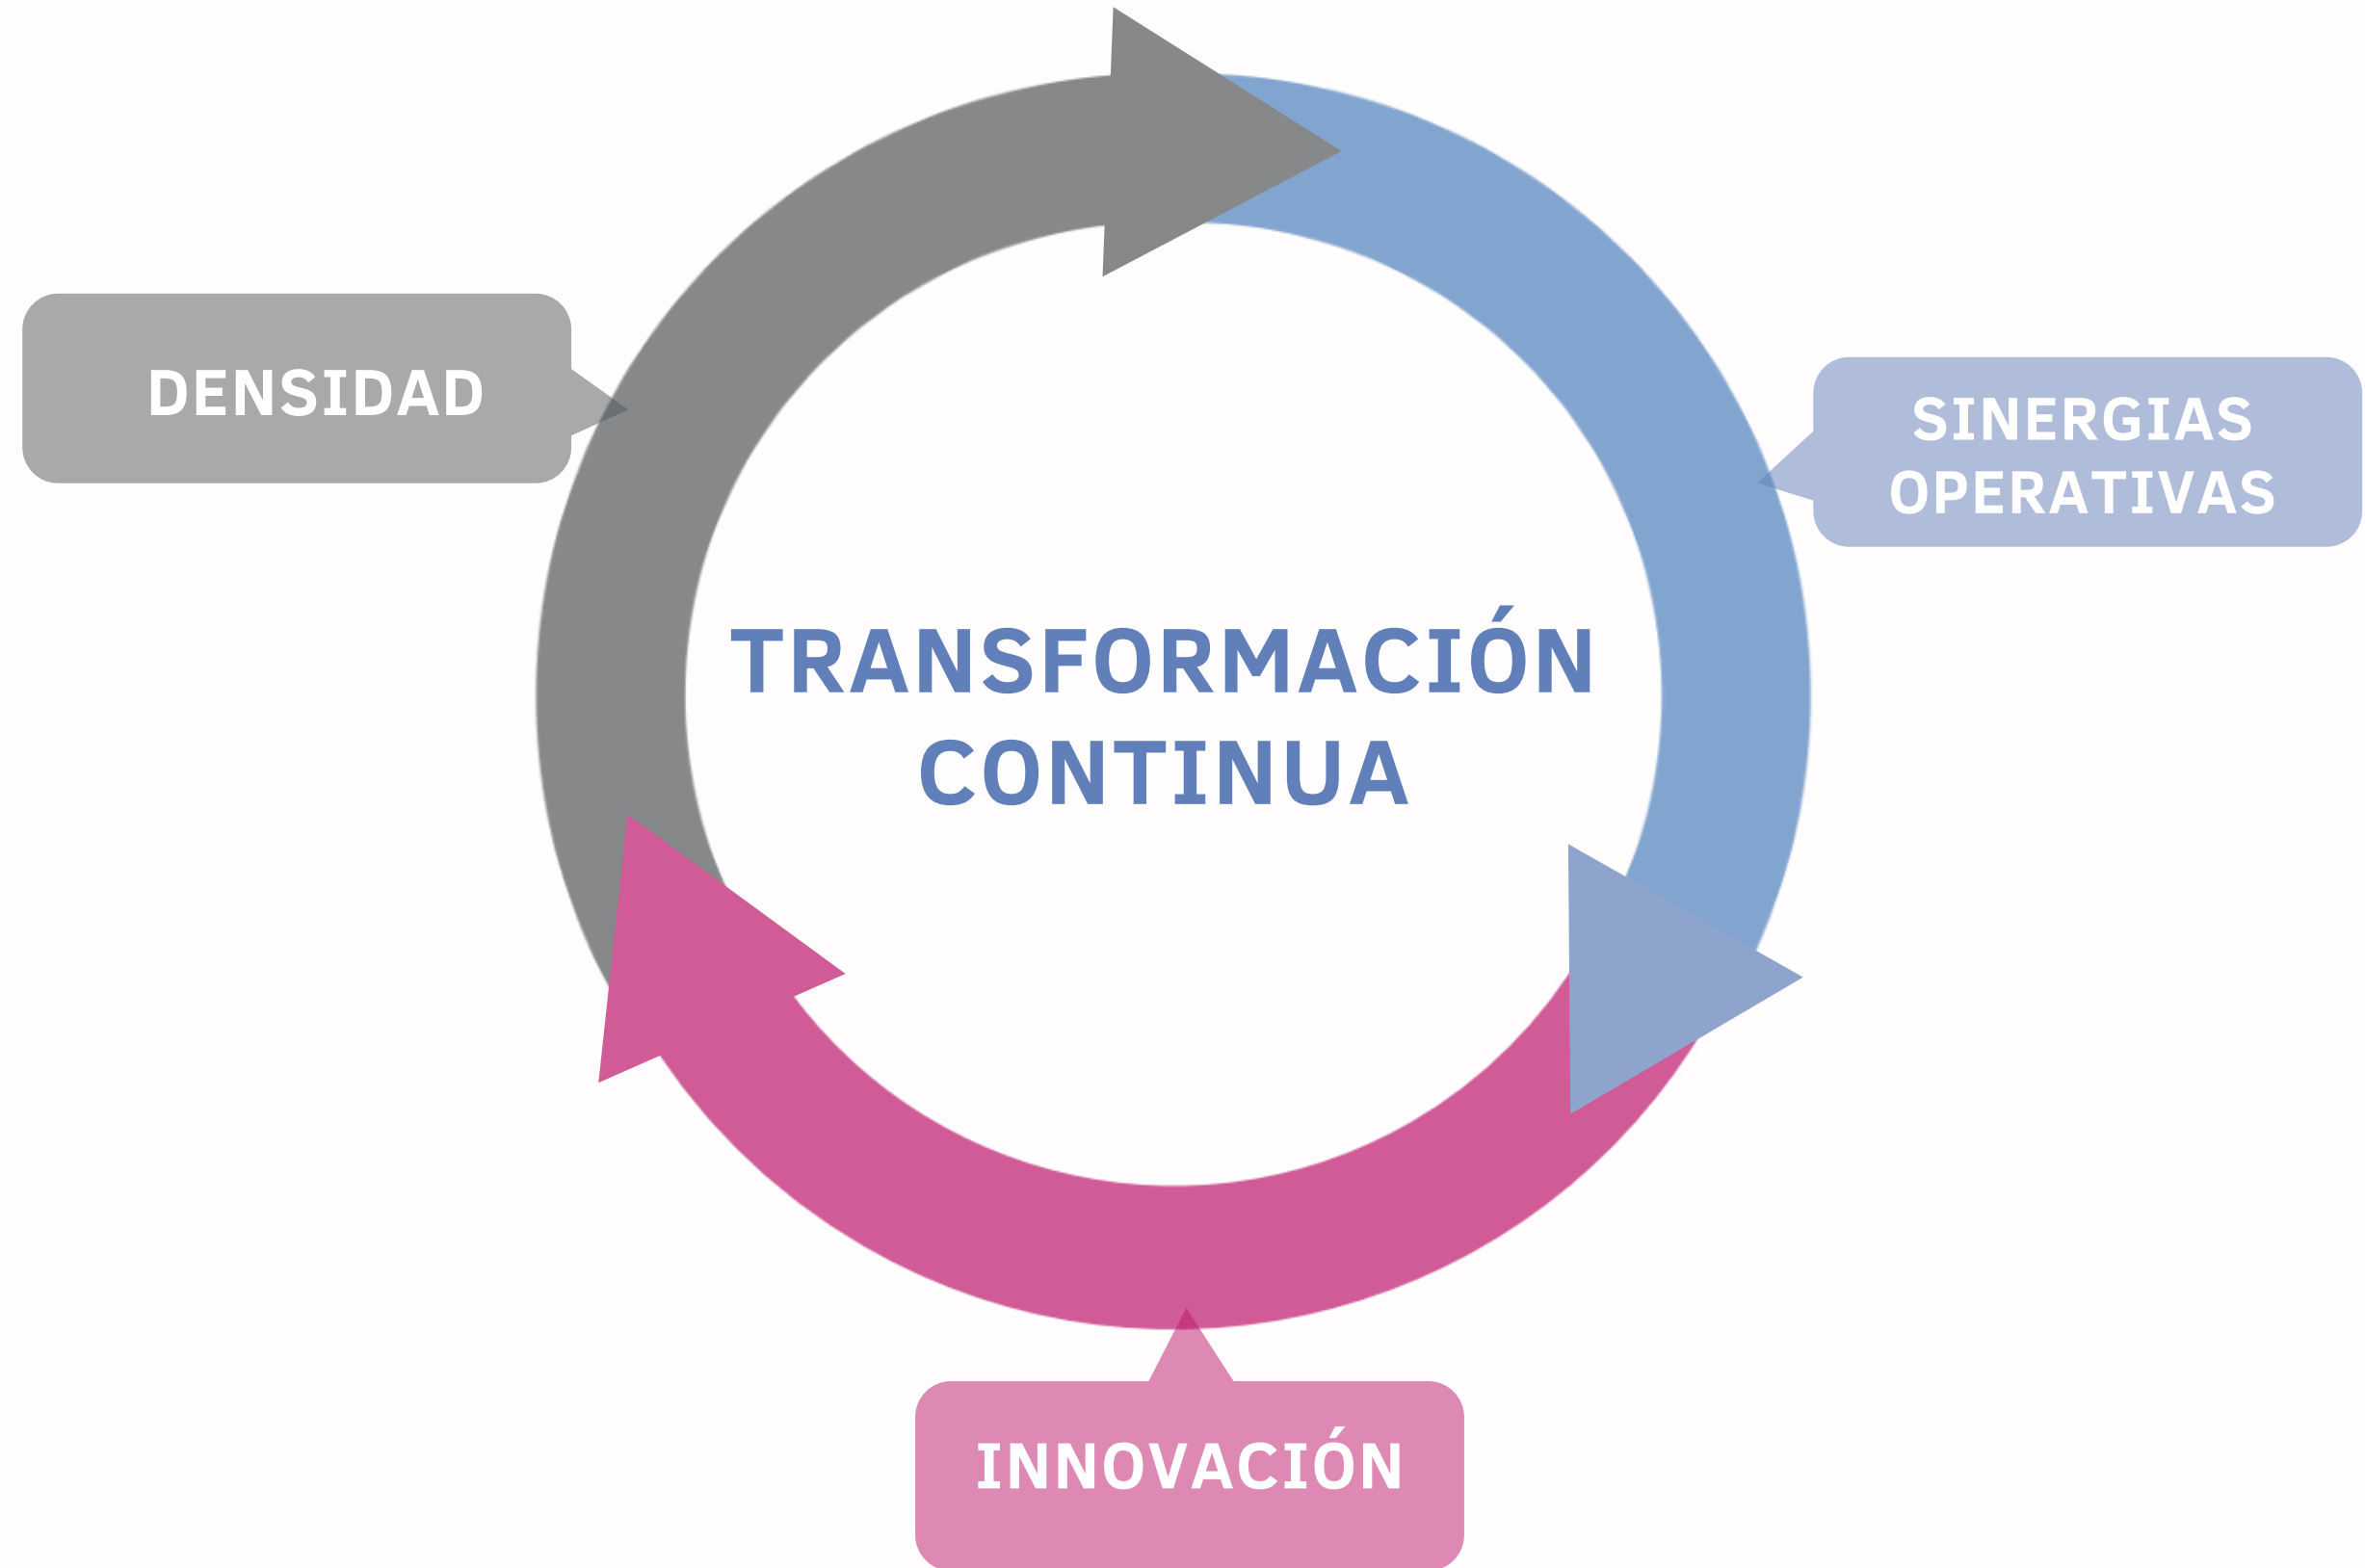 DENSIDAD
SINERGIAS
OPERATIVAS
TRANSFORMACIÓN
CONTINUA
INNOVACIÓN